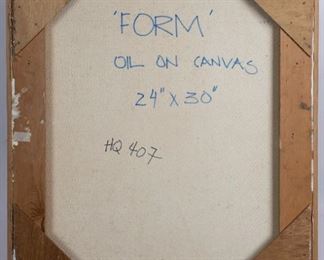 'FORM'
OIL ON CANVAS
24" x 30"
HQ 407